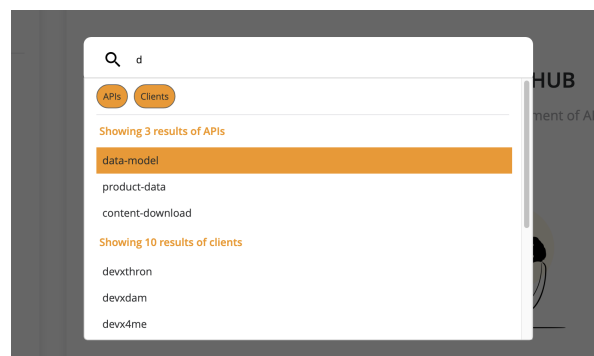 d
HUB
APIs Clients
ment of
Showing 3 results of APIs
data-model
product-data
content-download
Showing 10 results of clients
devxthron
devxdam
devx4me